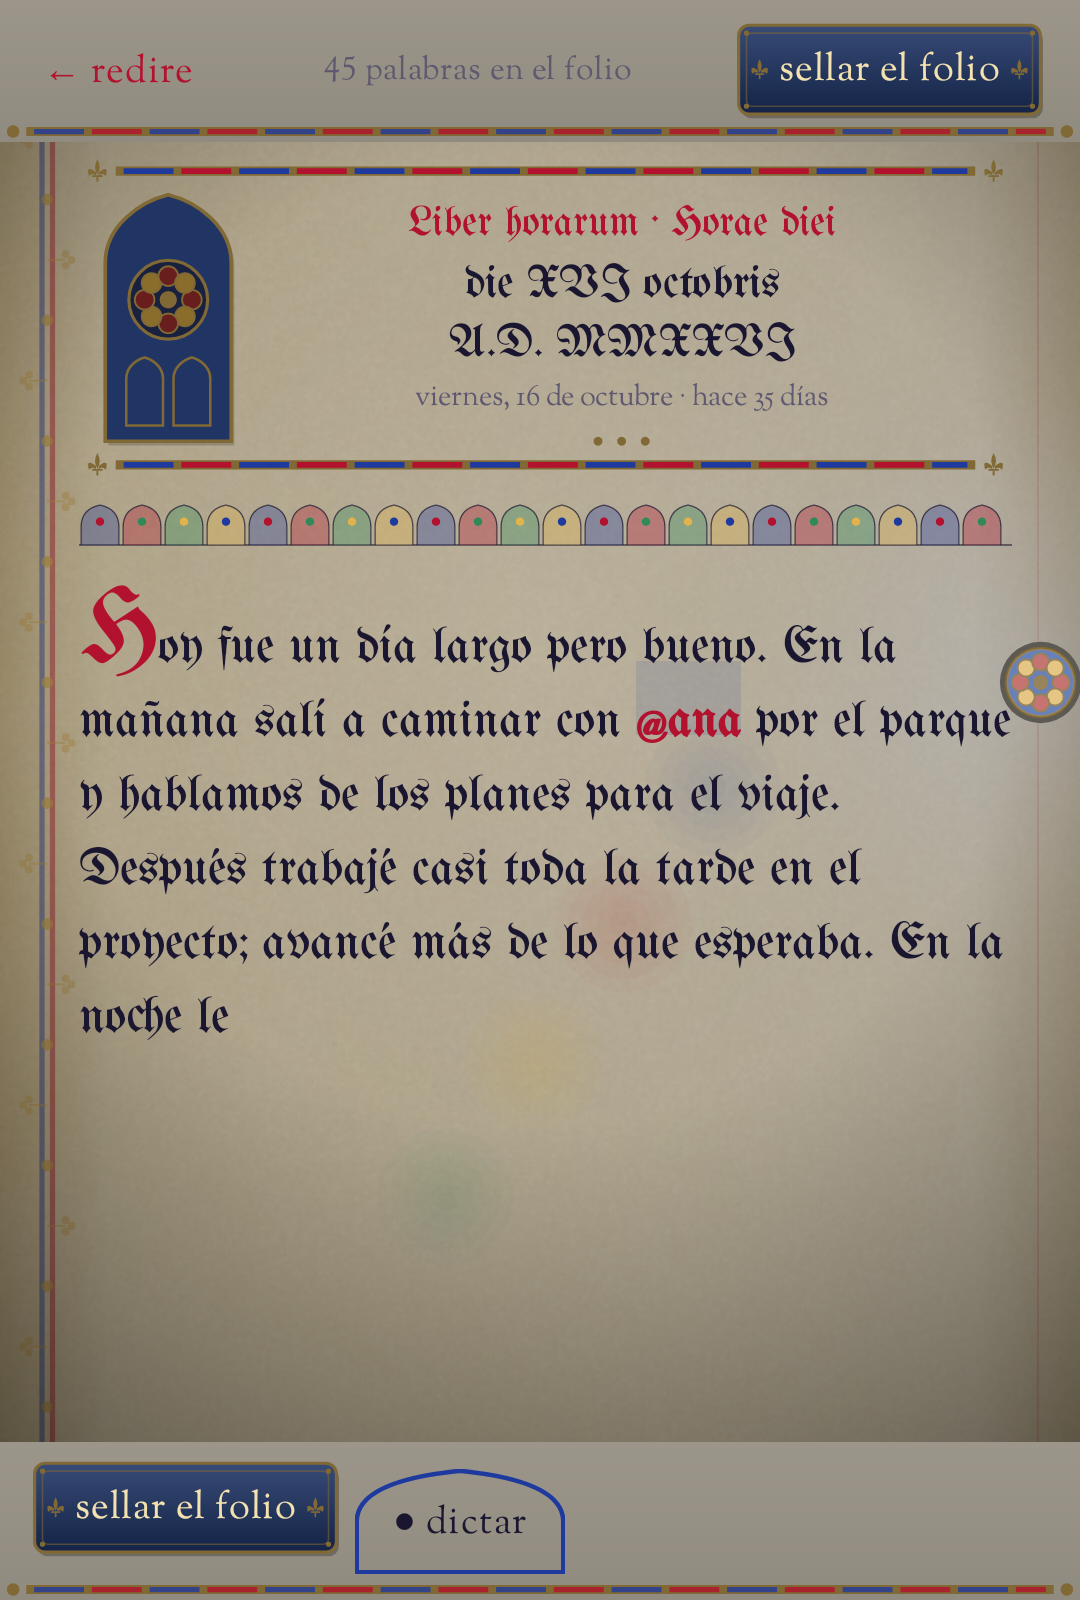 ← redire
45 palabras en el folio
sellar el folio
Liber horarum · Horae diei
die XVI octobris
A.D. MMXXVI
viernes, 16 de octubre · hace 35 días
Hoy fue un día largo pero bueno. En la
mañana salí a caminar con @ana por el parque
y hablamos de los planes para el viaje.
Después trabajé casi toda la tarde en el
proyecto; avancé más de lo que esperaba. En la
noche le
sellar el folio
● dictar